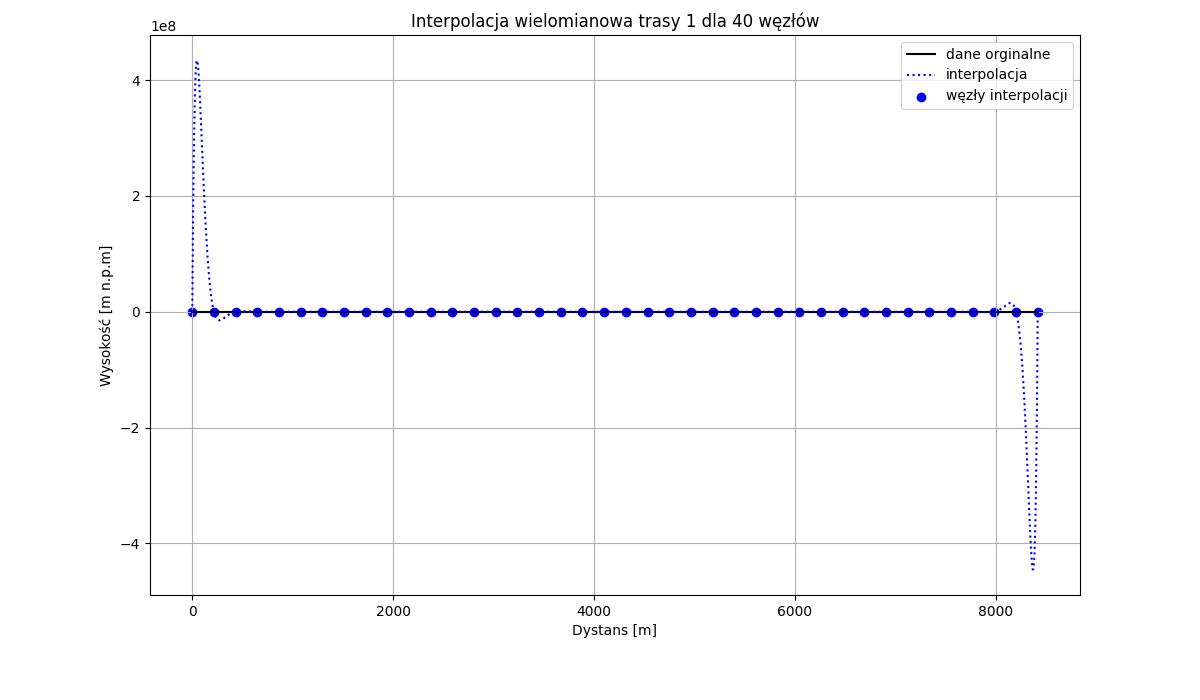 Interpolacja wielomianowa trasy 1 dla 40 węzłów
1e8
dane orginalne
interpolacja
węzły interpolacji
4
2
0
−2
−4
Wysokość [m n.p.m]
0 2000 4000 6000 8000
Dystans [m]